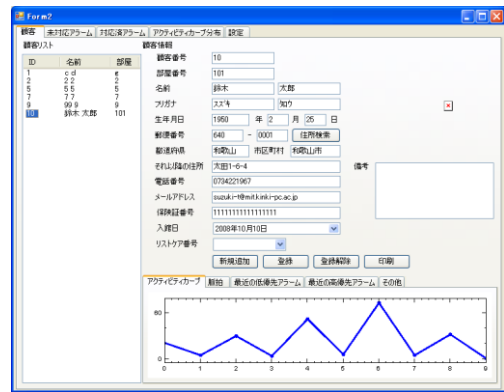 Form2
顧客 未対応アラーム 対応済アラーム アクティビティカーブ分布 設定
顧客リスト
ID 名前 部屋
1 c d g
2 2 2 2
5 5 5 5
7 7 7 7
9 99 9 9
10 鈴木 太郎 101
顧客情報
顧客番号 10
部屋番号 101
名前 鈴木 太郎
フリガナ スズキ タロウ
生年月日 1950 年 2 月 25 日
郵便番号 640 - 0001 住所検索
都道府県 和歌山 市区町村 和歌山市
それ以降の住所 太田1-6-4
電話番号 0734221967
メールアドレス suzuki-t@mit.kinki-pc.ac.jp
保険証番号
入館日 2008年10月10日
リストケア番号
備考
新規追加 登録 登録解除 印刷
アクティビティカーブ 脈拍 最近の低優先アラーム 最近の高優先アラーム その他
60
0
0 1 2 3 4 5 6 7 8 9